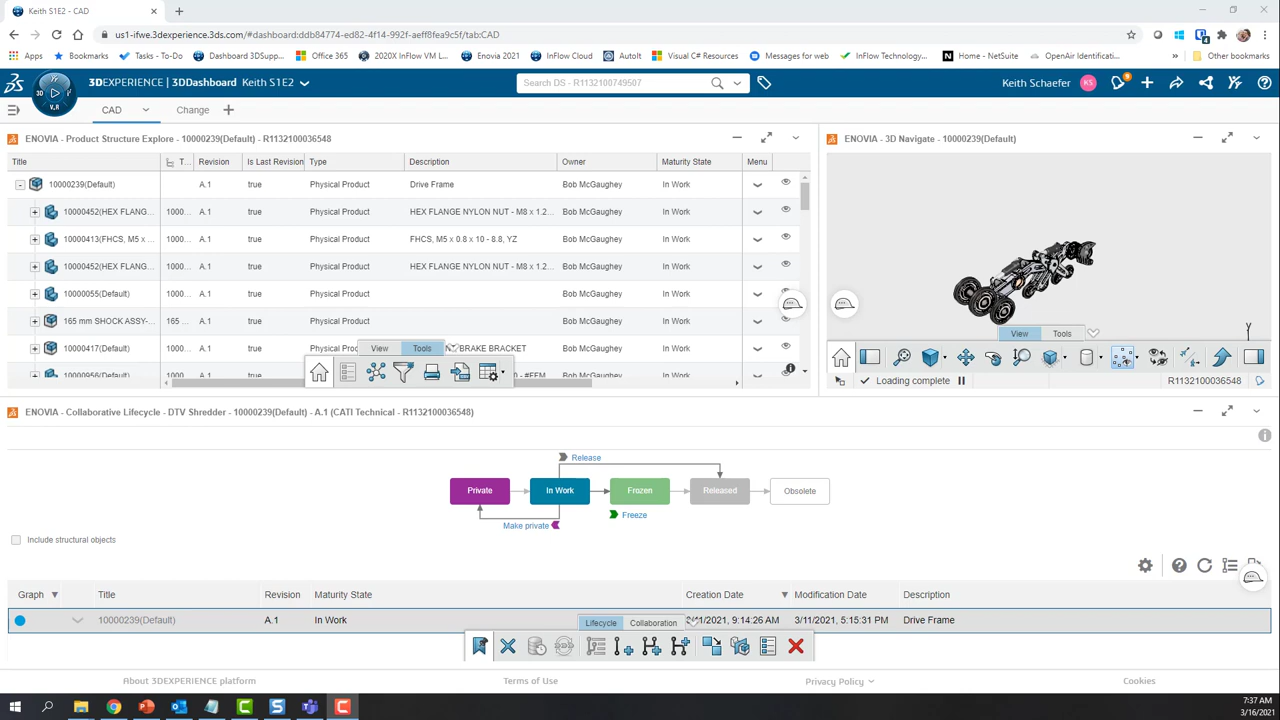 Keith S1E2 - CAD
us1-ifwe.3dexperience.3ds.com/#dashboard:ddb84774-ed82-4f14-992f-aeff8fea9c5f/tab:CAD
Apps Bookmarks Tasks - To-Do Dashboard 3DSupp... Office 365 2020X InFlow VM L... Enovia 2021 InFlow Cloud AutoIt Visual C# Resources Messages for web InFlow Technology... Home - NetSuite OpenAir Identificati... Other bookmarks
3DEXPERIENCE | 3DDashboard Keith S1E2 Search DS - R1132100749507 Keith Schaefer KS 9
3D V.R
CAD Change
ENOVIA - Product Structure Explore - 10000239(Default) - R1132100036548
Title T... Revision Is Last Revision Type Description Owner Maturity State Menu
10000239(Default) A.1 true Physical Product Drive Frame Bob McGaughey In Work
10000452(HEX FLANG... 1000... A.1 true Physical Product HEX FLANGE NYLON NUT - M8 x 1.2... Bob McGaughey In Work
10000413(FHCS, M5 x ... 1000... A.1 true Physical Product FHCS, M5 x 0.8 x 10 - 8.8, YZ Bob McGaughey In Work
10000452(HEX FLANG... 1000... A.1 true Physical Product HEX FLANGE NYLON NUT - M8 x 1.2... Bob McGaughey In Work
10000055(Default) 1000... A.1 true Physical Product Bob McGaughey In Work
165 mm SHOCK ASSY-... 165 ... A.1 true Physical Product Bob McGaughey In Work
10000417(Default) 1000... A.1 true Phy BRAKE BRACKET Bob McGaughey In Work
View Tools
ENOVIA - 3D Navigate - 10000239(Default)
Y
View Tools
Loading complete R1132100036548
ENOVIA - Collaborative Lifecycle - DTV Shredder - 10000239(Default) - A.1 (CATI Technical - R1132100036548)
Release
Private In Work Frozen Released Obsolete
Make private Freeze
Include structural objects
Graph Title Revision Maturity State Creation Date Modification Date Description
10000239(Default) A.1 In Work 3/11/2021, 9:14:26 AM 3/11/2021, 5:15:31 PM Drive Frame
Lifecycle Collaboration
About 3DEXPERIENCE platform Terms of Use Privacy Policy Cookies
7:37 AM
3/16/2021